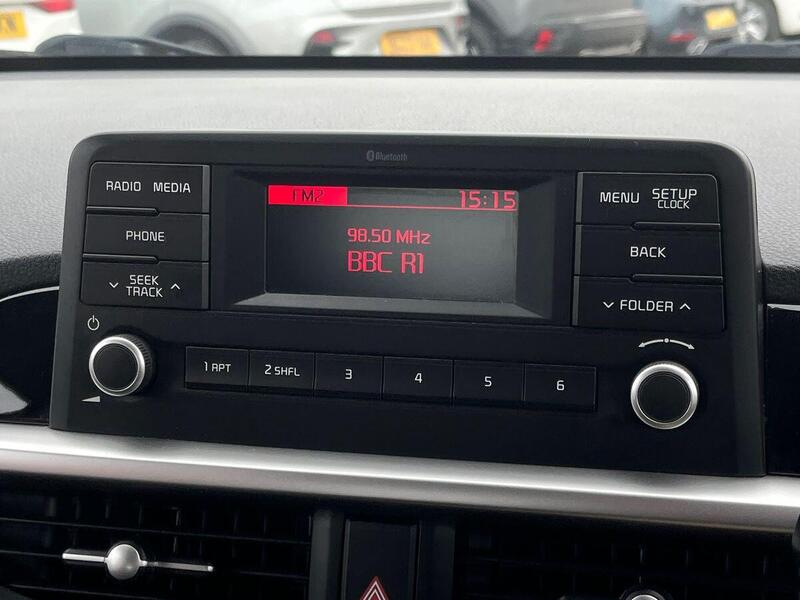 Bluetooth
RADIO MEDIA
PHONE
SEEK
TRACK
FM2 15:15
98.50 MHz
BBC R1
MENU SETUP
CLOCK
BACK
FOLDER
1 APT 2 SHFL 3 4 5 6